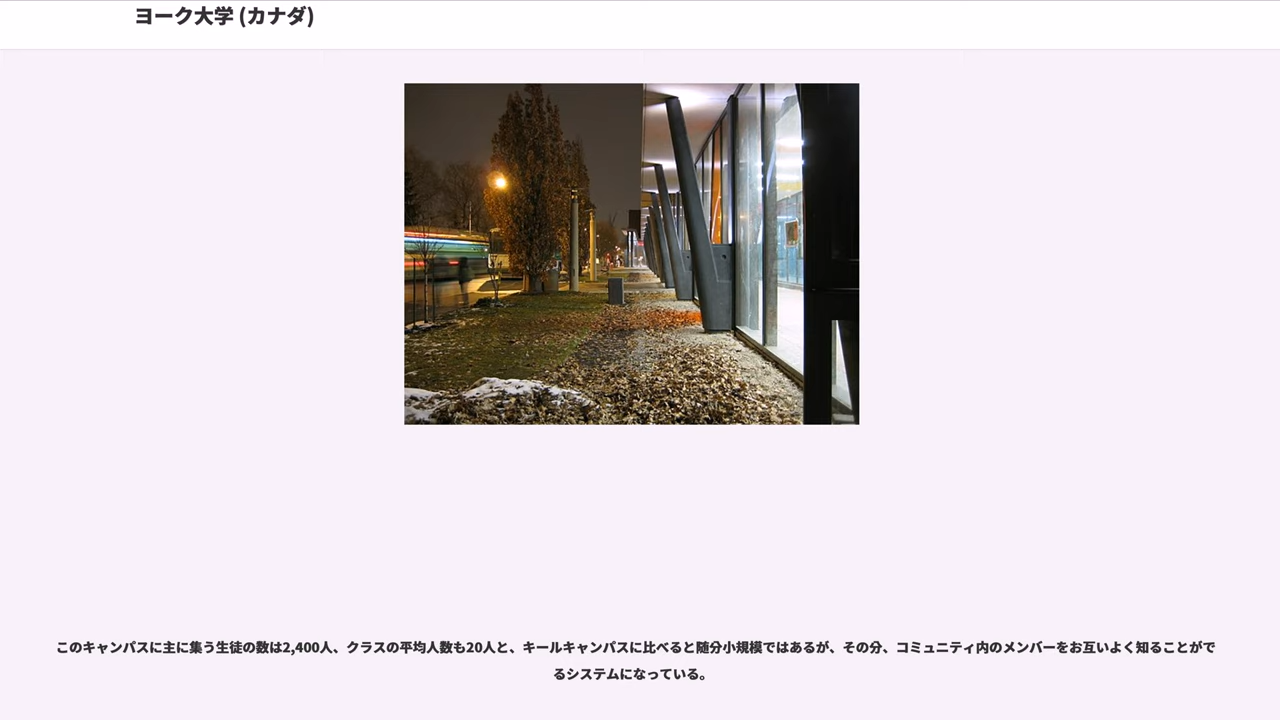 ヨーク大学 (カナダ)
このキャンパスに主に集う生徒の数は2,400人、クラスの平均人数も20人と、キールキャンパスに比べると随分小規模ではあるが、その分、コミュニティ内のメンバーをお互いよく知ることがで
るシステムになっている。